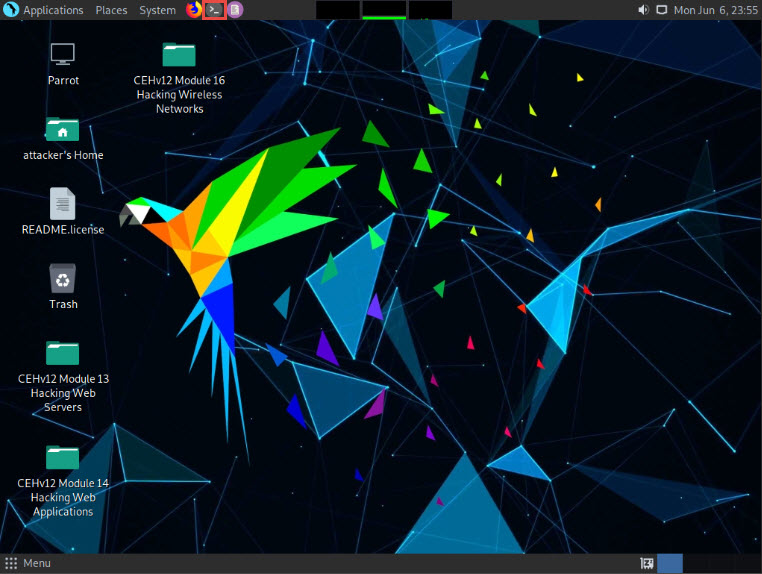 Applications Places System
Mon Jun 6, 23:55
Parrot
CEHv12 Module 16
Hacking Wireless
Networks
attacker's Home
README.license
Trash
CEHv12 Module 13
Hacking Web
Servers
CEHv12 Module 14
Hacking Web
Applications
Menu